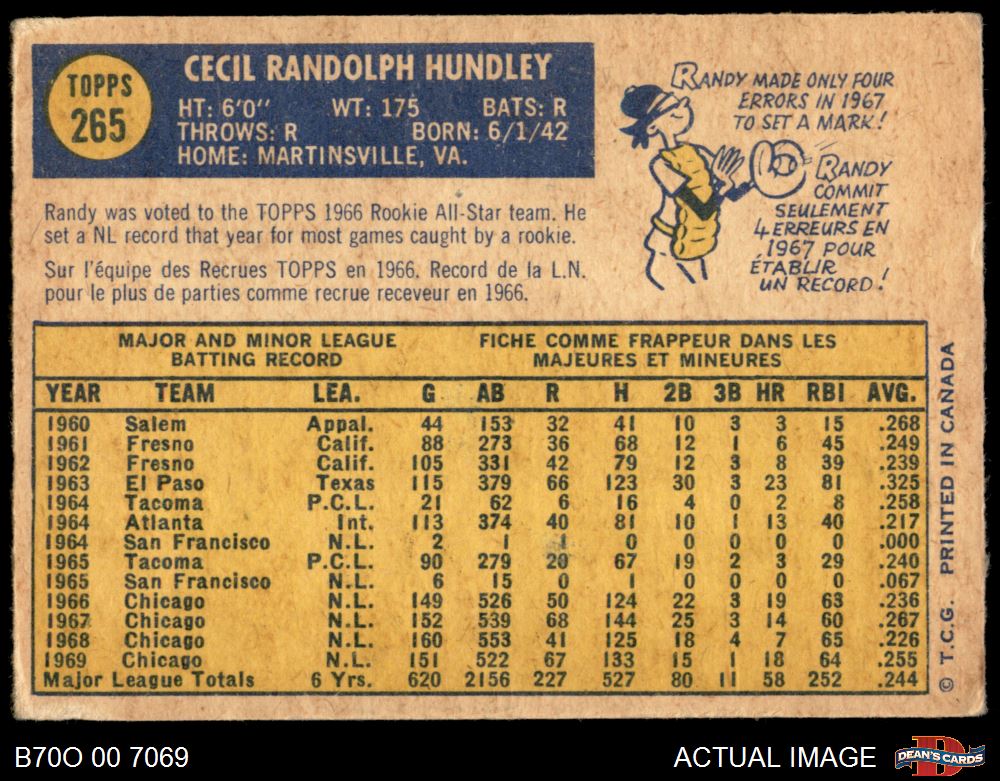 TOPPS
265
CECIL RANDOLPH HUNDLEY
HT: 6'0" WT: 175 BATS: R
THROWS: R BORN: 6/1/42
HOME: MARTINSVILLE, VA.
RANDY MADE ONLY FOUR
ERRORS IN 1967
TO SET A MARK!
RANDY
COMMIT
SEULEMENT
4 ERREURS EN
1967 POUR
ÉTABLIR
UN RECORD!
Randy was voted to the TOPPS 1966 Rookie All-Star team. He
set a NL record that year for most games caught by a rookie.
Sur l'équipe des Recrues TOPPS en 1966. Record de la L.N.
pour le plus de parties comme recrue receveur en 1966.
MAJOR AND MINOR LEAGUE
BATTING RECORD
FICHE COMME FRAPPEUR DANS LES
MAJEURES ET MINEURES
YEAR TEAM LEA. G AB R H 2B 3B HR RBI AVG.
1960 Salem Appal. 44 153 32 41 10 3 3 15 .268
1961 Fresno Calif. 88 273 36 68 12 1 6 45 .249
1962 Fresno Calif. 105 331 42 79 12 3 8 39 .239
1963 El Paso Texas 115 379 66 123 30 3 23 81 .325
1964 Tacoma P.C.L. 21 62 6 16 4 0 2 8 .258
1964 Atlanta Int. 113 374 40 81 10 1 13 40 .217
1964 San Francisco N.L. 2 1 1 0 0 0 0 0 .000
1965 Tacoma P.C.L. 90 279 20 67 19 2 3 29 .240
1965 San Francisco N.L. 6 15 0 1 0 0 0 0 .067
1966 Chicago N.L. 149 526 50 124 22 3 19 63 .236
1967 Chicago N.L. 152 539 68 144 25 3 14 60 .267
1968 Chicago N.L. 160 553 41 125 18 4 7 65 .226
1969 Chicago N.L. 151 522 67 133 15 1 18 64 .255
Major League Totals 6 Yrs. 620 2156 227 527 80 11 58 252 .244
© T.C.G. PRINTED IN CANADA
B70O 00 7069
ACTUAL IMAGE
DEAN'S CARDS